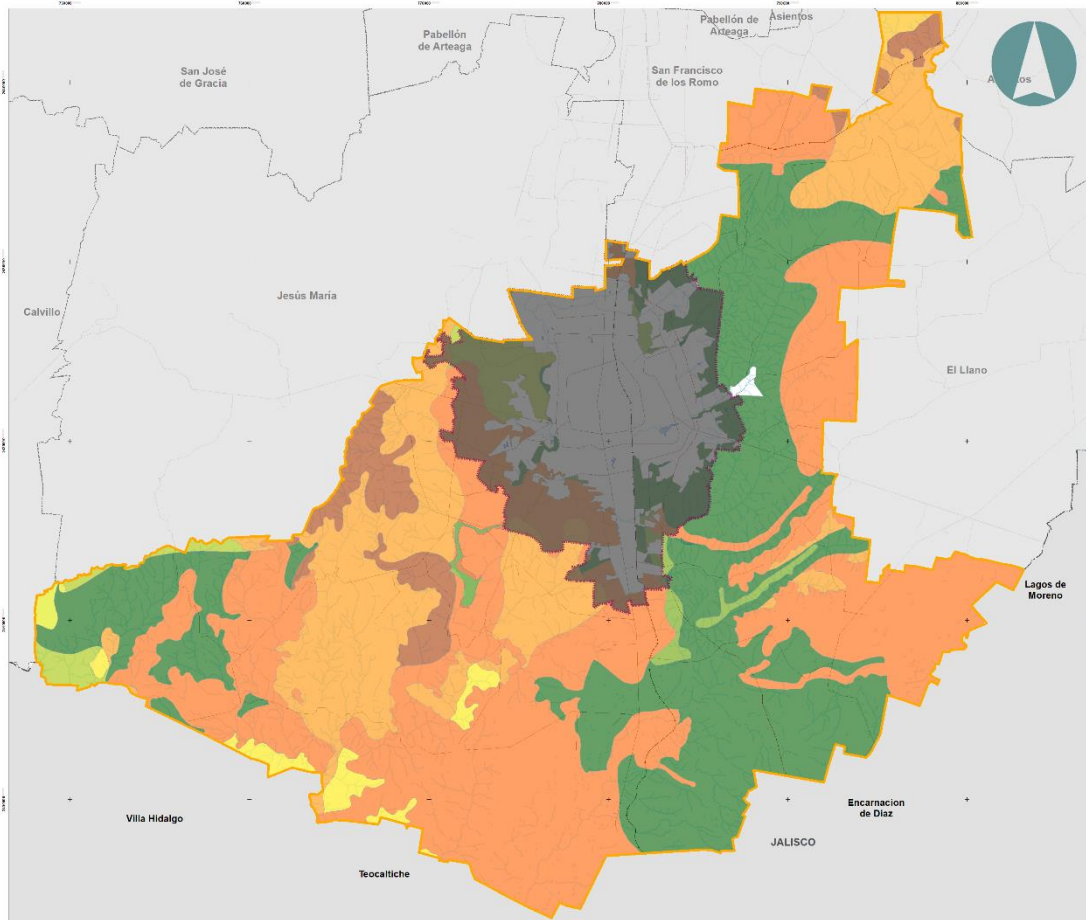 Pabellón de
Arteaga
Asientos
Pabellón
de Arteaga
San José
de Gracia
San Francisco
de los Romo
Jesús María
Calvillo
El Llano
Lagos de
Moreno
Villa Hidalgo
Encarnacion
de Diaz
JALISCO
Teocaltiche